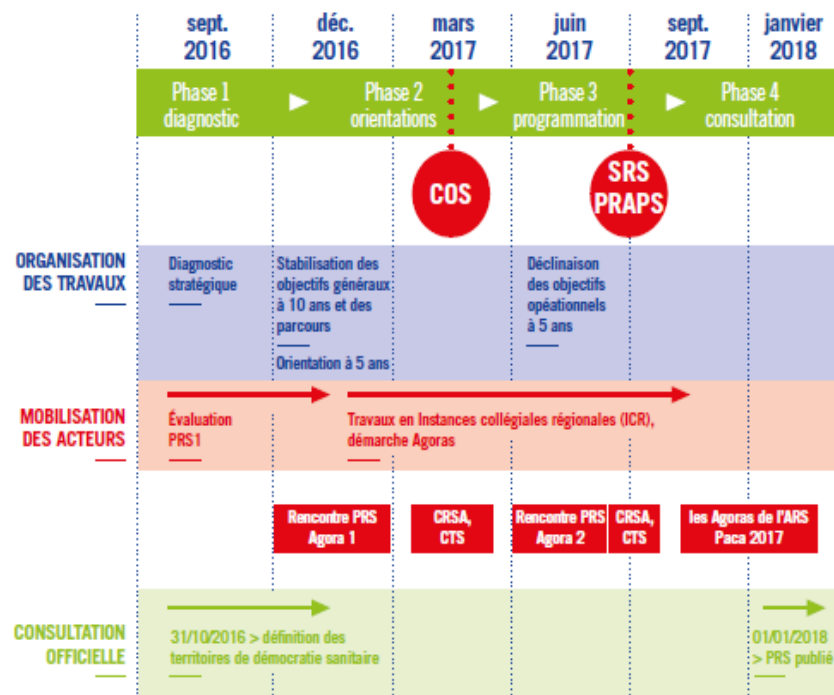 sept.
2016
déc.
2016
mars
2017
juin
2017
sept.
2017
janvier
2018
Phase 1
diagnostic
Phase 2
orientations
Phase 3
programmation
Phase 4
consultation
COS
SRS
PRAPS
ORGANISATION
DES TRAVAUX
Diagnostic
stratégique
Stabilisation des
objectifs généraux
à 10 ans et des
parcours
Orientation à 5 ans
Déclinaison
des objectifs
opéationnels
à 5 ans
MOBILISATION
DES ACTEURS
Évaluation
PRS1
Travaux en Instances collégiales régionales (ICR),
démarche Agoras
Rencontre PRS
Agora 1
CRSA,
CTS
Rencontre PRS
Agora 2
CRSA,
CTS
les Agoras de l'ARS
Paca 2017
CONSULTATION
OFFICIELLE
31/10/2016 > définition des
territoires de démocratie sanitaire
01/01/2018
> PRS publié